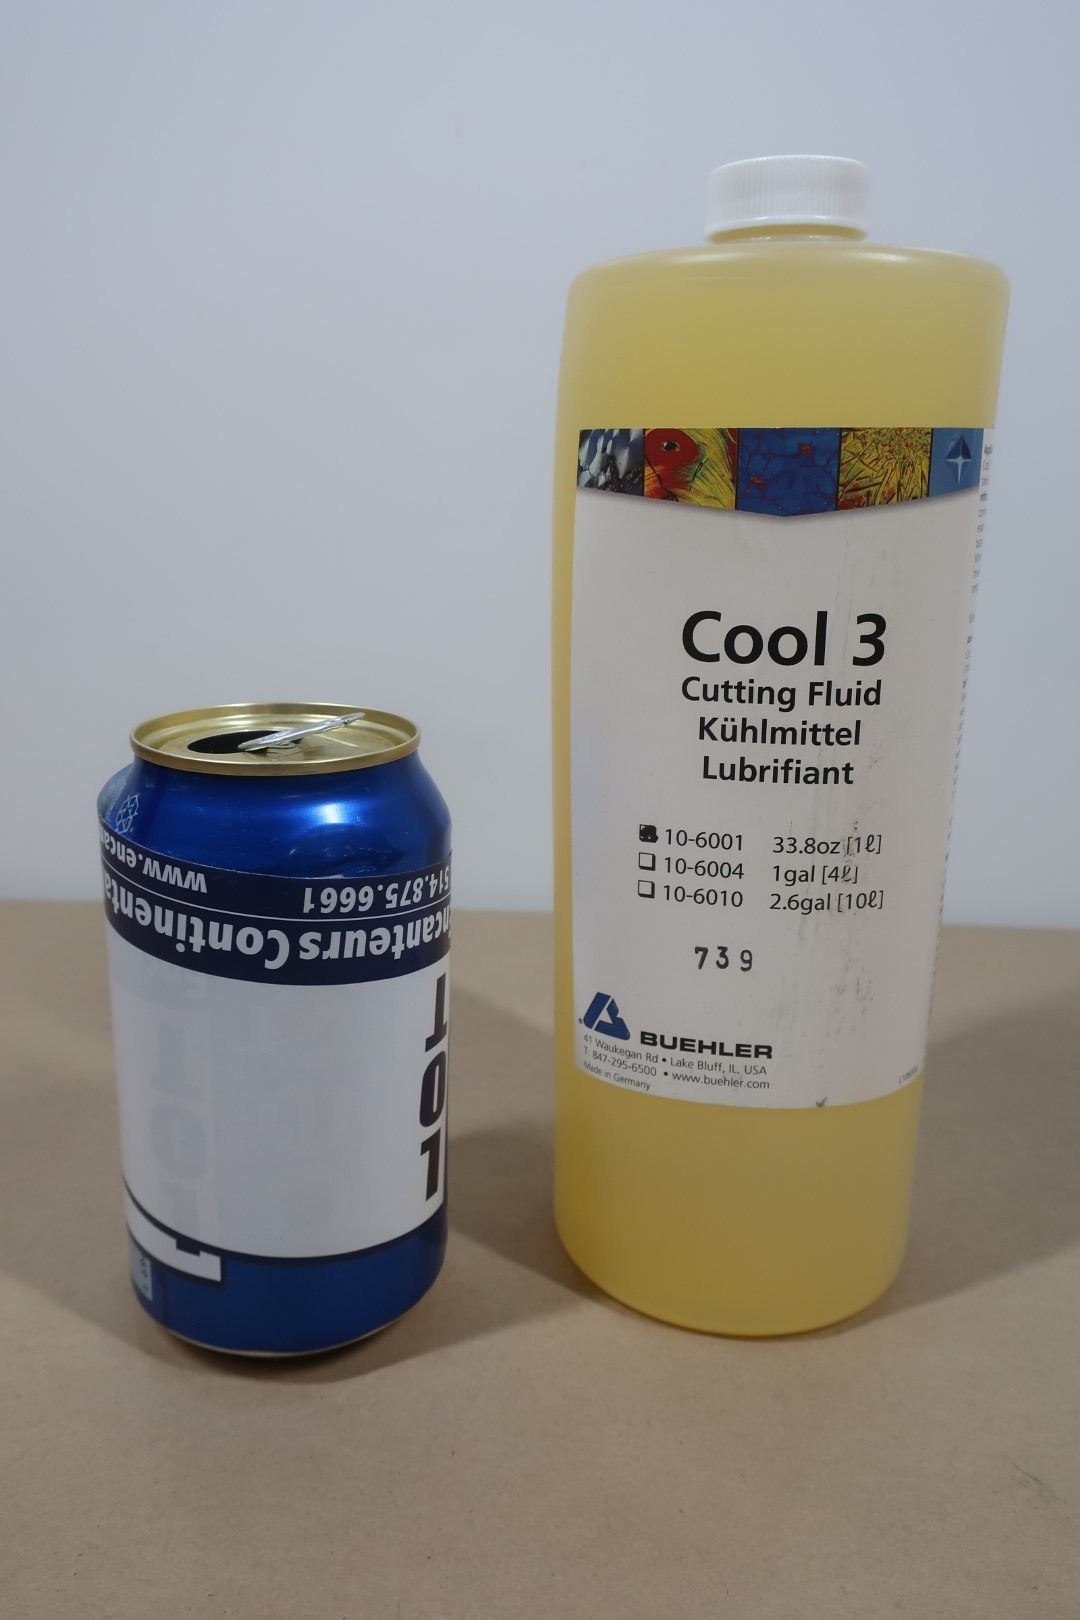 www.enca
514.875.6661
Encanteurs Continenta
LOT
Cool 3
Cutting Fluid
Kühlmittel
Lubrifiant
10-6001 33.8oz [1ℓ]
10-6004 1gal [4ℓ]
10-6010 2.6gal [10ℓ]
739
BUEHLER
41 Waukegan Rd • Lake Bluff, IL, USA
T. 847-295-6500 • www.buehler.com
Made in Germany